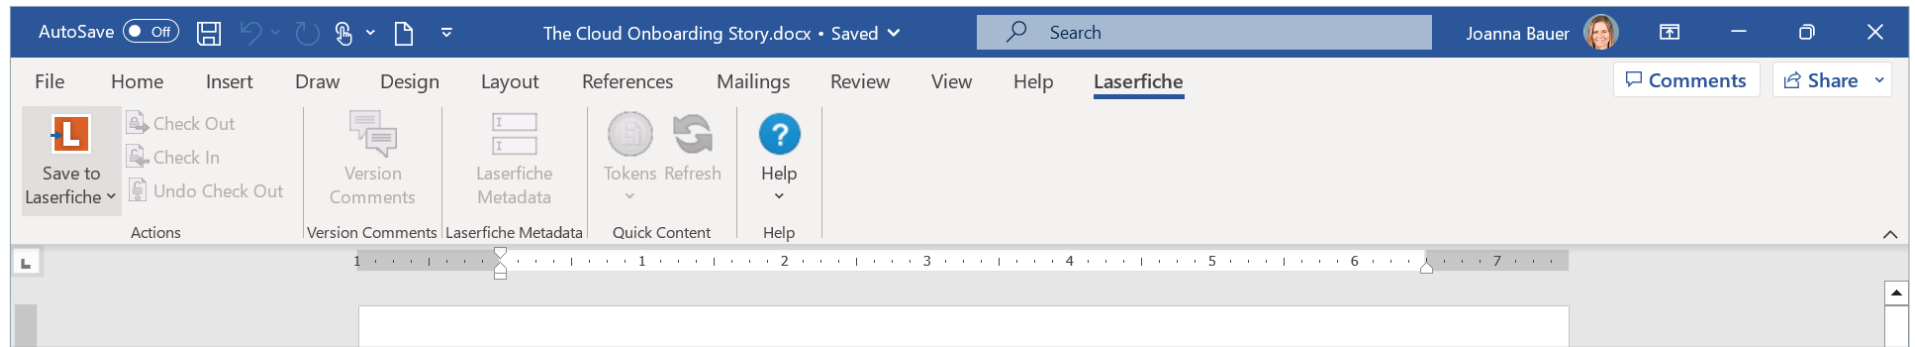 AutoSave Off The Cloud Onboarding Story.docx • Saved Search Joanna Bauer
File Home Insert Draw Design Layout References Mailings Review View Help Laserfiche Comments Share
Save to
Laserfiche
Check Out
Check In
Undo Check Out
Actions
Version
Comments
Version Comments
Laserfiche
Metadata
Laserfiche Metadata
Tokens Refresh
Quick Content
Help
Help
1 1 2 3 4 5 6 7